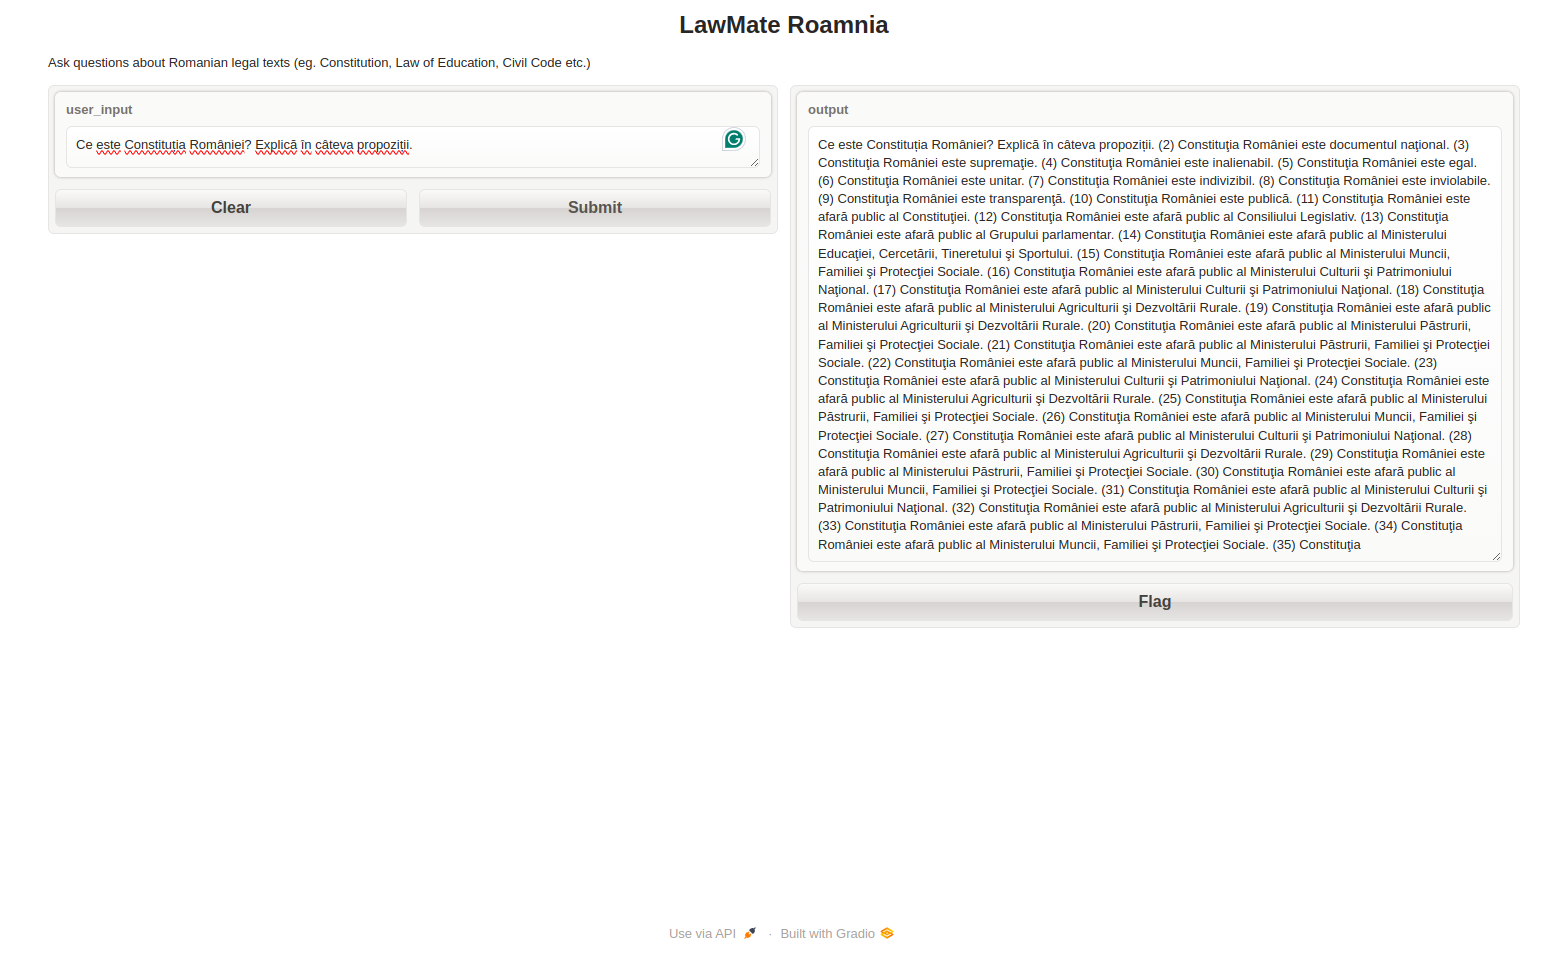 LawMate Roamnia
Ask questions about Romanian legal texts (eg. Constitution, Law of Education, Civil Code etc.)
user_input
Ce este Constituția României? Explică în câteva propoziții.
Clear
Submit
output
Ce este Constituția României? Explică în câteva propoziții. (2) Constituţia României este documentul naţional. (3)
Constituţia României este supremaţie. (4) Constituţia României este inalienabil. (5) Constituţia României este egal.
(6) Constituţia României este unitar. (7) Constituţia României este indivizibil. (8) Constituţia României este inviolabile.
(9) Constituţia României este transparenţă. (10) Constituţia României este publică. (11) Constituţia României este
afară public al Constituţiei. (12) Constituţia României este afară public al Consiliului Legislativ. (13) Constituţia
României este afară public al Grupului parlamentar. (14) Constituţia României este afară public al Ministerului
Educaţiei, Cercetării, Tineretului şi Sportului. (15) Constituţia României este afară public al Ministerului Muncii,
Familiei şi Protecţiei Sociale. (16) Constituţia României este afară public al Ministerului Culturii şi Patrimoniului
Naţional. (17) Constituţia României este afară public al Ministerului Culturii şi Patrimoniului Naţional. (18) Constituţia
României este afară public al Ministerului Agriculturii şi Dezvoltării Rurale. (19) Constituţia României este afară public
al Ministerului Agriculturii şi Dezvoltării Rurale. (20) Constituţia României este afară public al Ministerului Păstrurii,
Familiei şi Protecţiei Sociale. (21) Constituţia României este afară public al Ministerului Păstrurii, Familiei şi Protecţiei
Sociale. (22) Constituţia României este afară public al Ministerului Muncii, Familiei şi Protecţiei Sociale. (23)
Constituţia României este afară public al Ministerului Culturii şi Patrimoniului Naţional. (24) Constituţia României este
afară public al Ministerului Agriculturii şi Dezvoltării Rurale. (25) Constituţia României este afară public al Ministerului
Păstrurii, Familiei şi Protecţiei Sociale. (26) Constituţia României este afară public al Ministerului Muncii, Familiei şi
Protecţiei Sociale. (27) Constituţia României este afară public al Ministerului Culturii şi Patrimoniului Naţional. (28)
Constituţia României este afară public al Ministerului Agriculturii şi Dezvoltării Rurale. (29) Constituţia României este
afară public al Ministerului Păstrurii, Familiei şi Protecţiei Sociale. (30) Constituţia României este afară public al
Ministerului Muncii, Familiei şi Protecţiei Sociale. (31) Constituţia României este afară public al Ministerului Culturii şi
Patrimoniului Naţional. (32) Constituţia României este afară public al Ministerului Agriculturii şi Dezvoltării Rurale.
(33) Constituţia României este afară public al Ministerului Păstrurii, Familiei şi Protecţiei Sociale. (34) Constituţia
României este afară public al Ministerului Muncii, Familiei şi Protecţiei Sociale. (35) Constituţia
Flag
Use via API · Built with Gradio